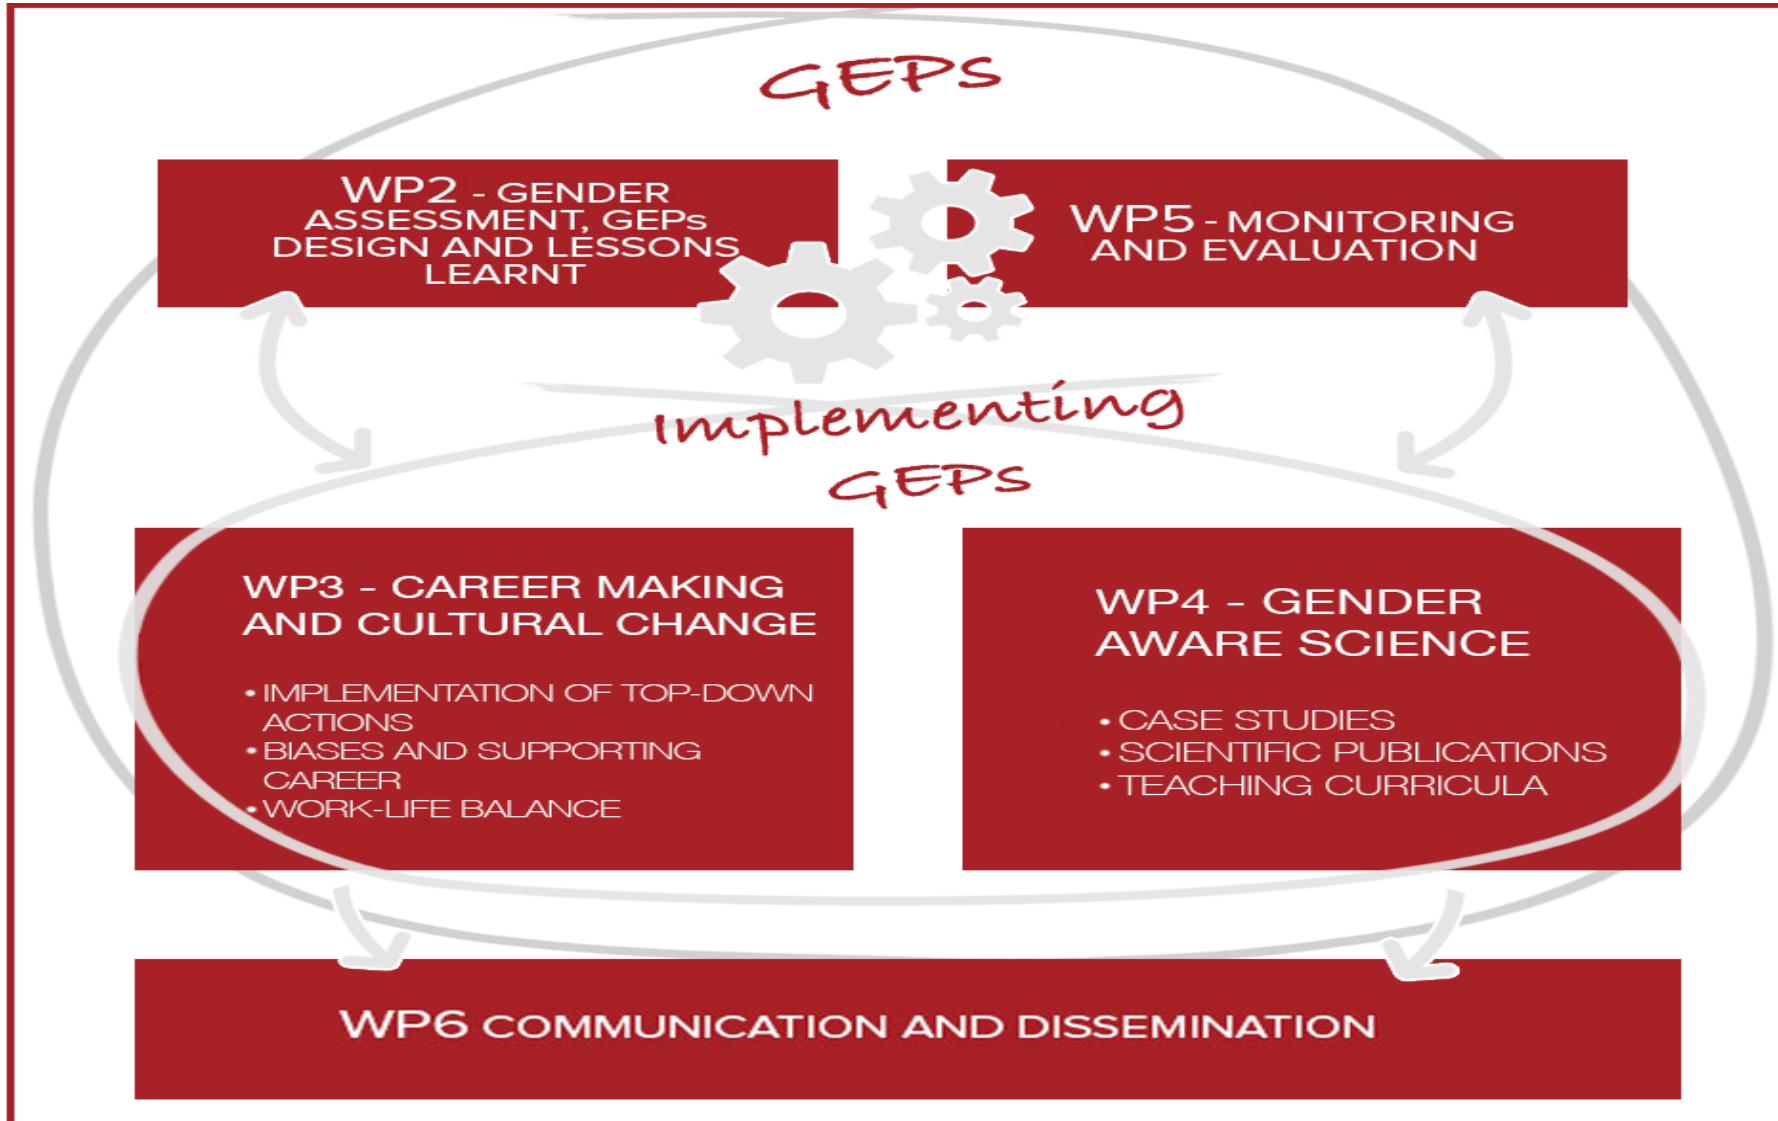 GEPS
WP2 - GENDER
ASSESSMENT, GEPs
DESIGN AND LESSONS
LEARNT
WP5 - MONITORING
AND EVALUATION
Implementing
GEPS
WP3 - CAREER MAKING
AND CULTURAL CHANGE
• IMPLEMENTATION OF TOP-DOWN
ACTIONS
• BIASES AND SUPPORTING
CAREER
• WORK-LIFE BALANCE
WP4 - GENDER
AWARE SCIENCE
• CASE STUDIES
• SCIENTIFIC PUBLICATIONS
• TEACHING CURRICULA
WP6 COMMUNICATION AND DISSEMINATION